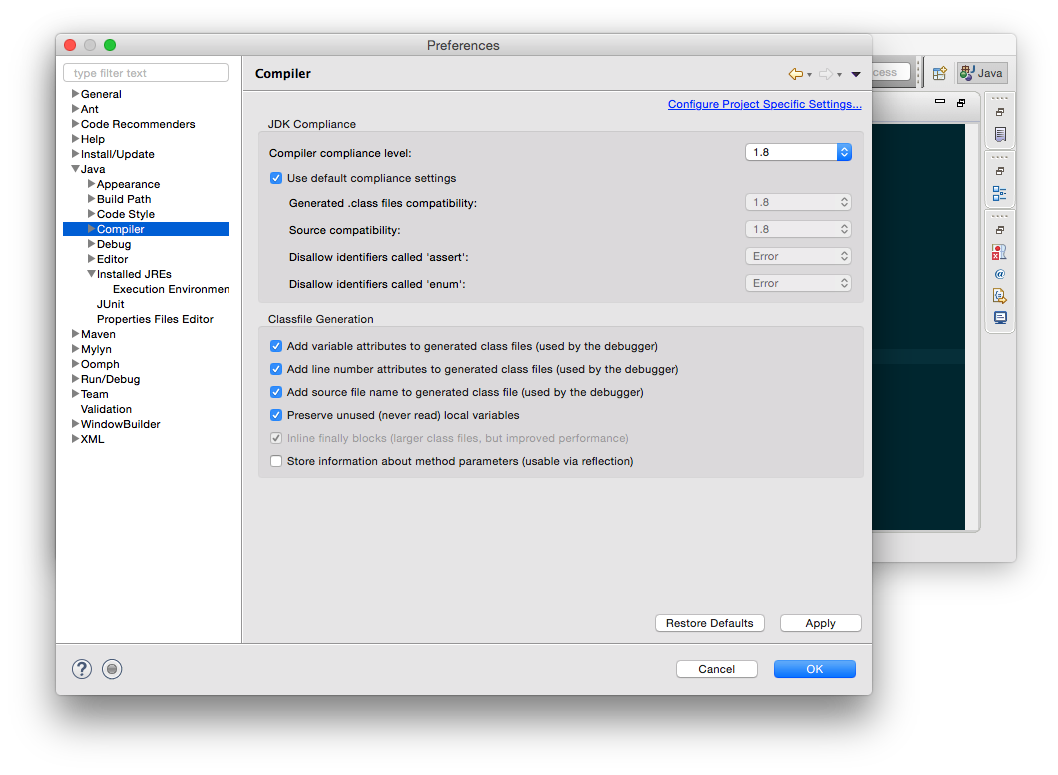 Preferences
type filter text
General
Ant
Code Recommenders
Help
Install/Update
Java
Appearance
Build Path
Code Style
Compiler
Debug
Editor
Installed JREs
Execution Environmen
JUnit
Properties Files Editor
Maven
Mylyn
Oomph
Run/Debug
Team
Validation
WindowBuilder
XML
Compiler
Configure Project Specific Settings...
JDK Compliance
Compiler compliance level: 1.8
Use default compliance settings
Generated .class files compatibility: 1.8
Source compatibility: 1.8
Disallow identifiers called 'assert': Error
Disallow identifiers called 'enum': Error
Classfile Generation
Add variable attributes to generated class files (used by the debugger)
Add line number attributes to generated class files (used by the debugger)
Add source file name to generated class file (used by the debugger)
Preserve unused (never read) local variables
Inline finally blocks (larger class files, but improved performance)
Store information about method parameters (usable via reflection)
Restore Defaults Apply
? Cancel OK
cess
Java
@